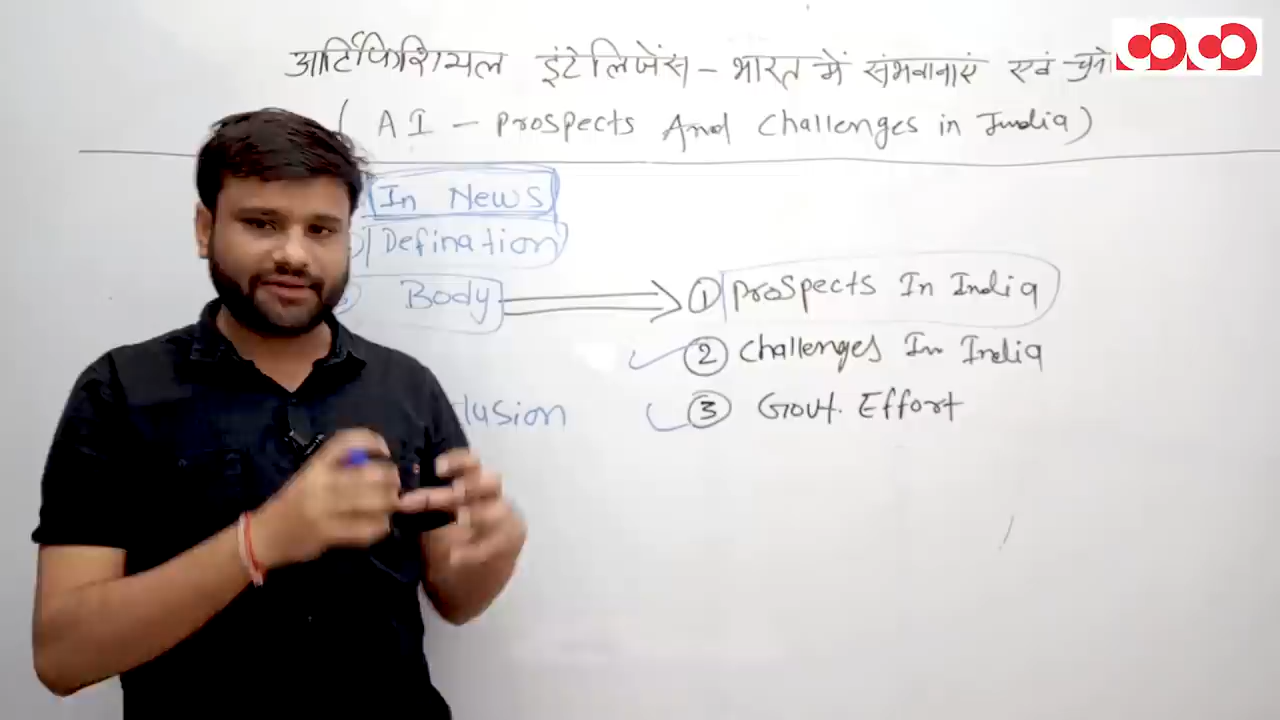 आर्टिफिशियल इंटेलिजेंस - भारत में संभवानाएं एवं
( AI - Prospects And Challenges in India )
In News
Defination
Body
① Prospects In India
② Challenges In India
lusion
③ Govt. Effort